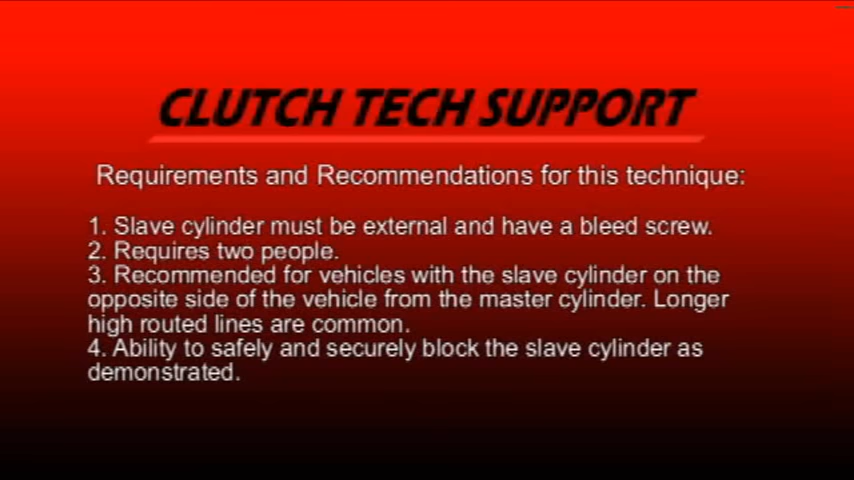 CLUTCH TECH SUPPORT
Requirements and Recommendations for this technique:
1. Slave cylinder must be external and have a bleed screw.
2. Requires two people.
3. Recommended for vehicles with the slave cylinder on the
opposite side of the vehicle from the master cylinder. Longer
high routed lines are common.
4. Ability to safely and securely block the slave cylinder as
demonstrated.